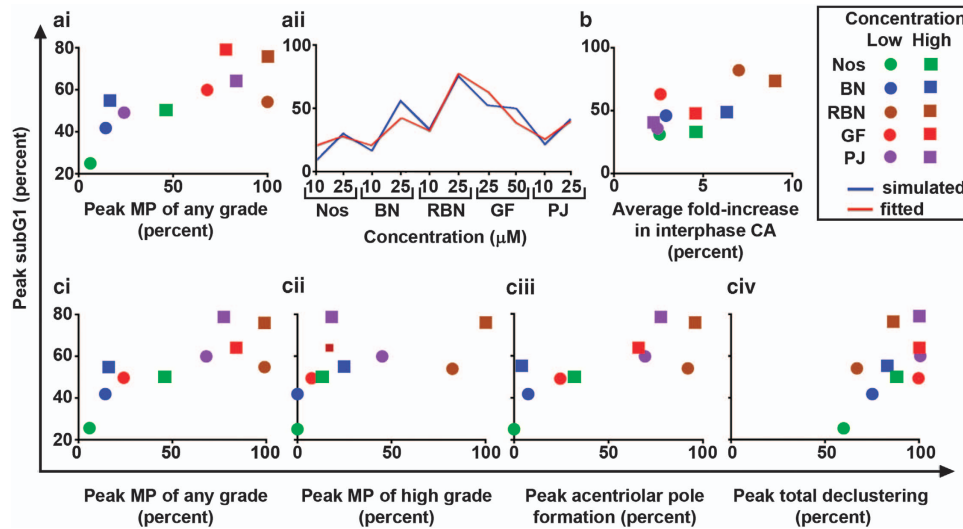 ai
aii
b
Peak subG1 (percent)
80
60
40
20
0
50
100
Peak MP of any grade
(percent)
100
50
0
10 25 10 25 10 25 25 50 10 25
Nos BN RBN GF PJ
Concentration (μM)
100
50
0
0
5
10
Average fold-increase
in interphase CA
(percent)
Concentration
Low High
Nos
BN
RBN
GF
PJ
simulated
fitted
ci
cii
ciii
civ
80
60
40
20
0
50
100
Peak MP of any grade
(percent)
0
50
100
Peak MP of high grade
(percent)
0
50
100
Peak acentriolar pole
formation (percent)
50
100
Peak total declustering
(percent)